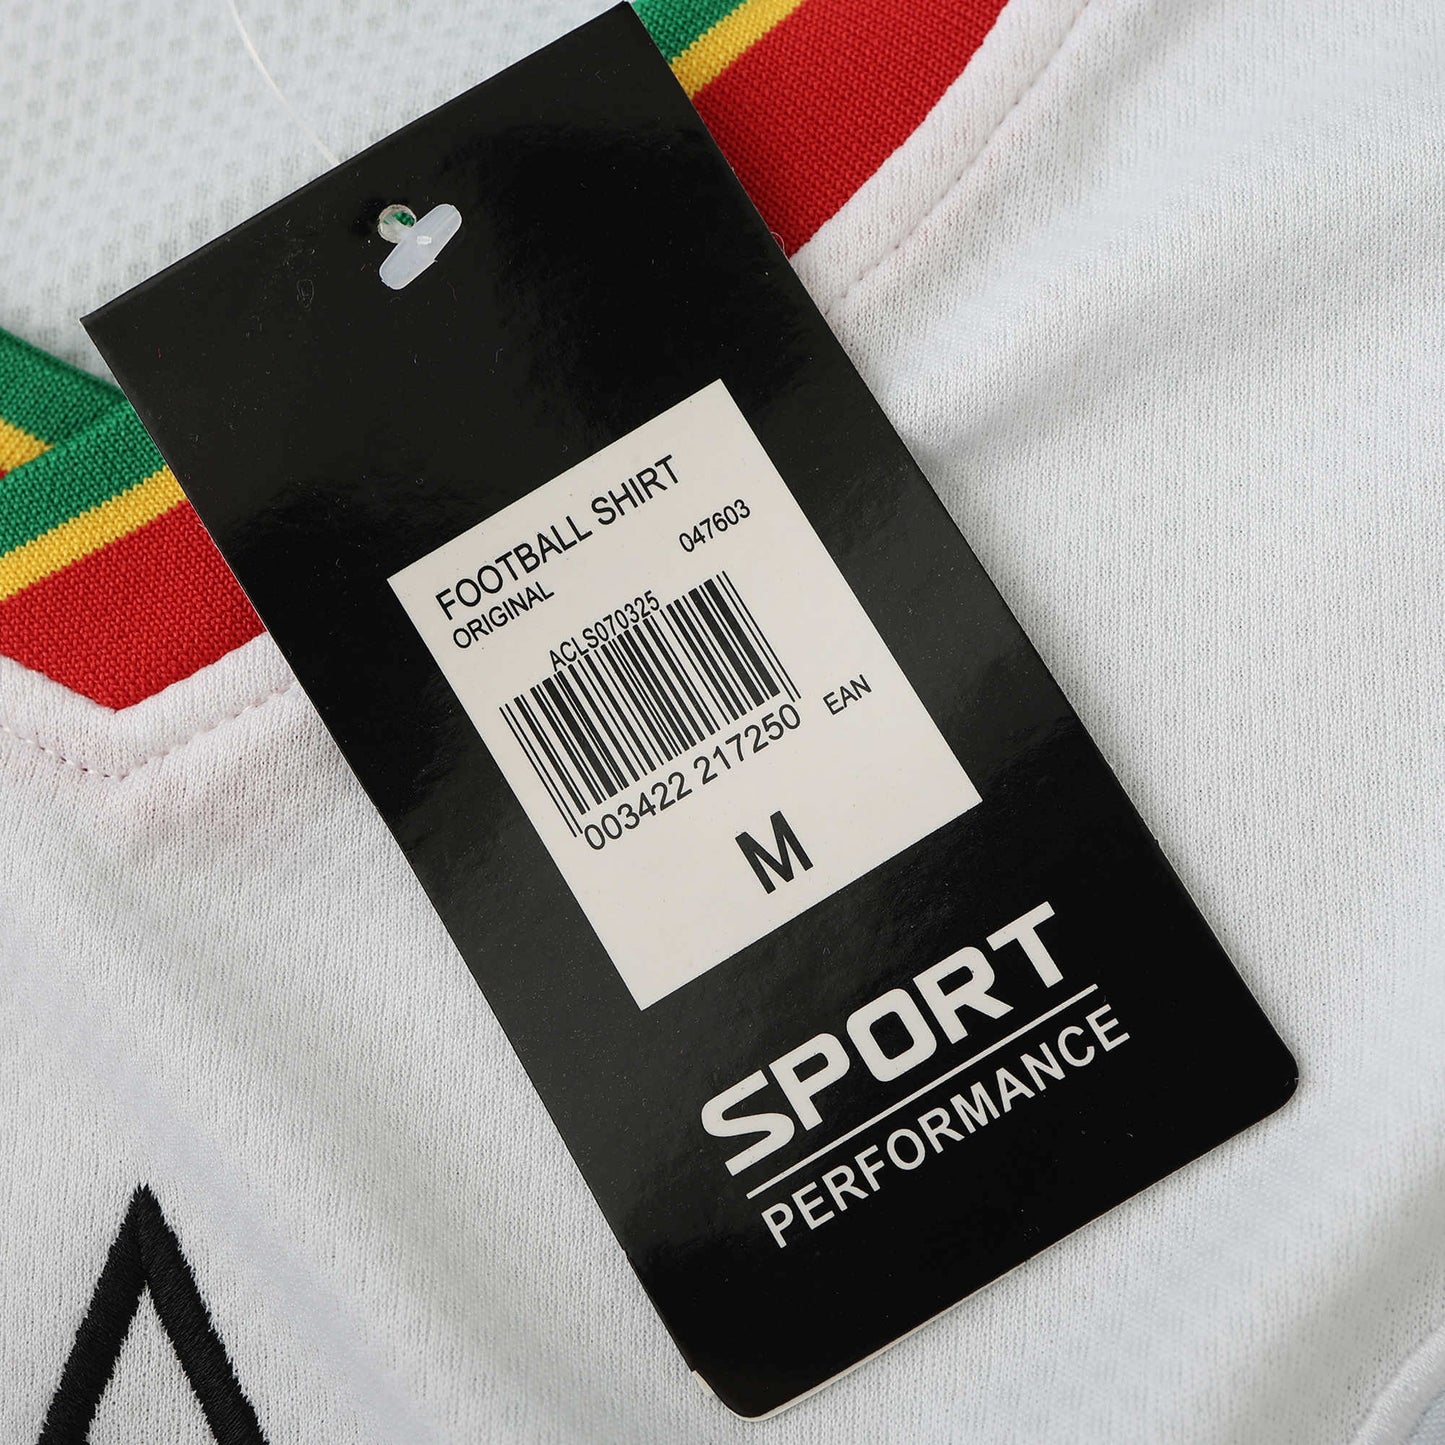 FOOTBALL SHIRT
ORIGINAL
047603
ACLS070325
003422 217250
EAN
M
SPORT
PERFORMANCE